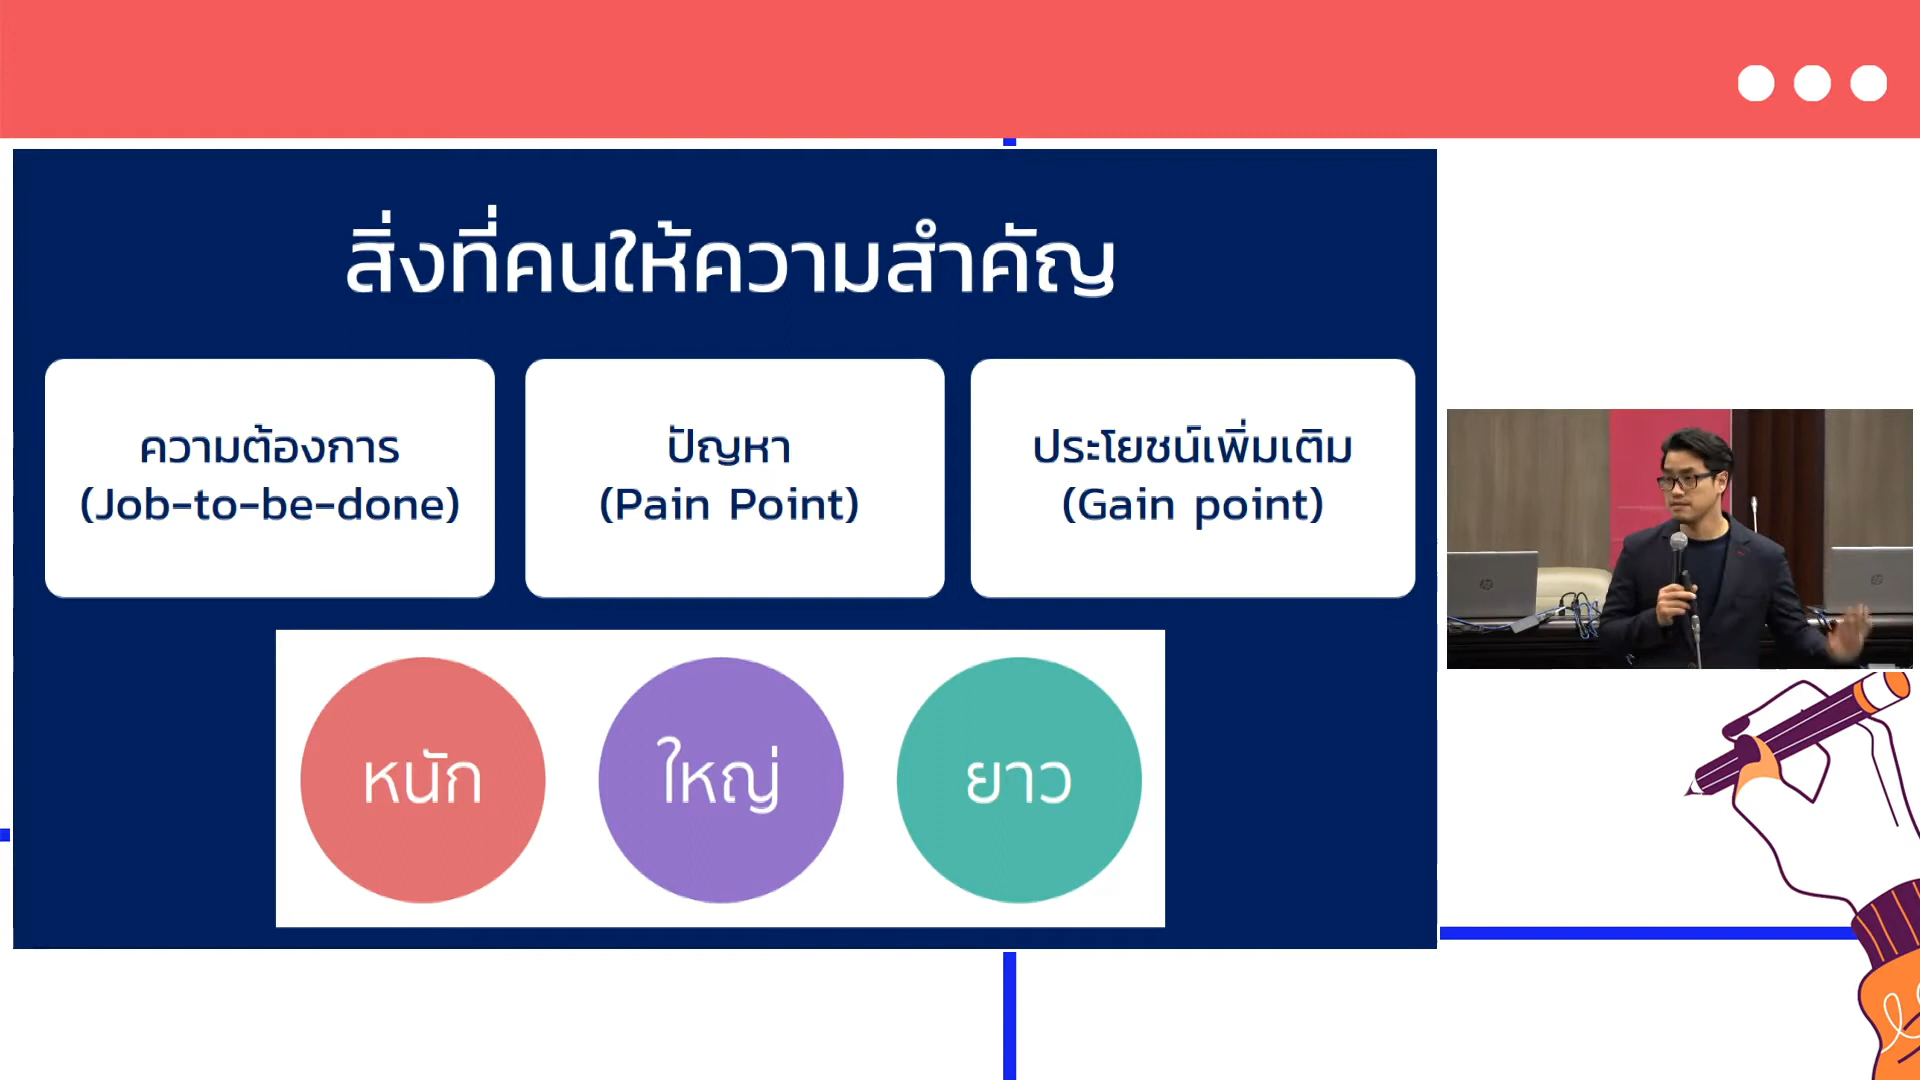 สิ่งที่คนให้ความสำคัญ
ความต้องการ
(Job-to-be-done)
ปัญหา
(Pain Point)
ประโยชน์เพิ่มเติม
(Gain point)
หนัก
ใหญ่
ยาว